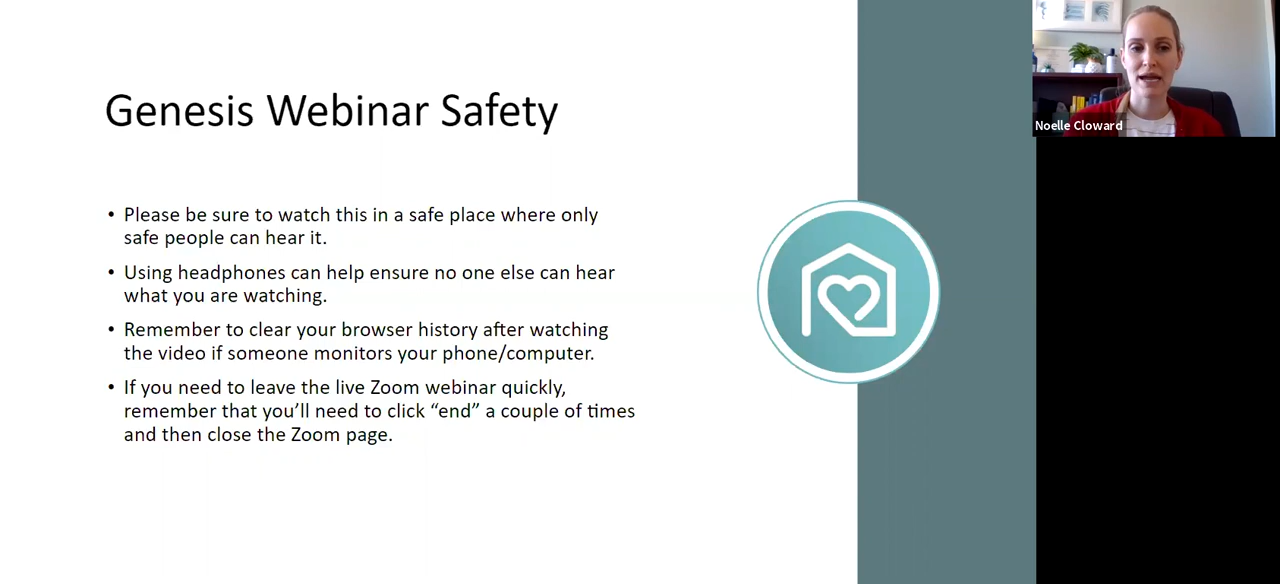 Genesis Webinar Safety
• Please be sure to watch this in a safe place where only
safe people can hear it.
• Using headphones can help ensure no one else can hear
what you are watching.
• Remember to clear your browser history after watching
the video if someone monitors your phone/computer.
• If you need to leave the live Zoom webinar quickly,
remember that you’ll need to click “end” a couple of times
and then close the Zoom page.
Noelle Cloward